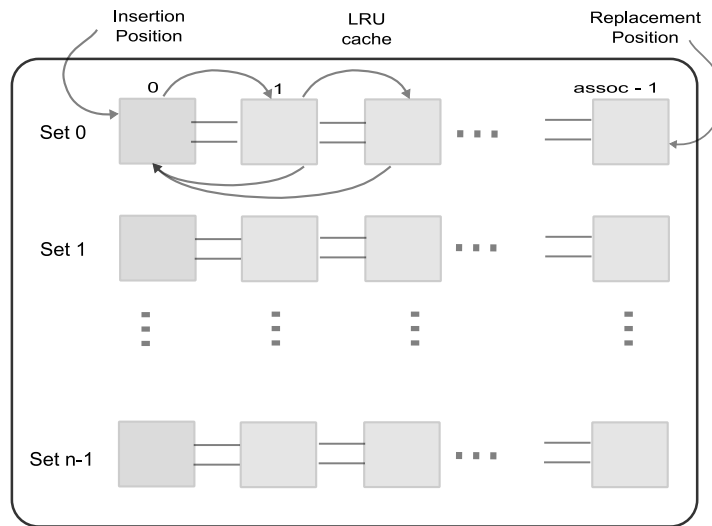 Insertion
Position
LRU
cache
Replacement
Position
0
1
assoc - 1
Set 0
Set 1
Set n-1